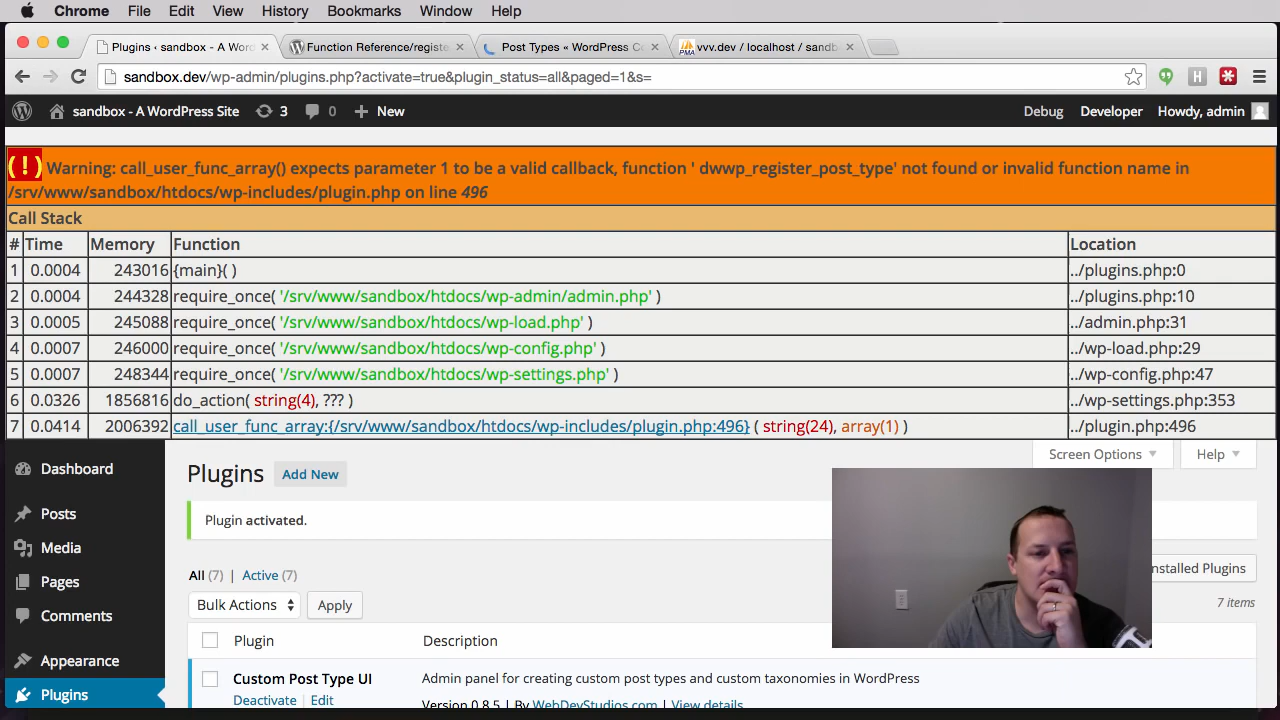 Chrome File Edit View History Bookmarks Window Help
Plugins ‹ sandbox - A Wor
Function Reference/registe
Post Types « WordPress Co
PMA vvv.dev / localhost / sandb
sandbox.dev/wp-admin/plugins.php?activate=true&plugin_status=all&paged=1&s=
H
sandbox - A WordPress Site 3 0 New Debug Developer Howdy, admin
( ! ) Warning: call_user_func_array() expects parameter 1 to be a valid callback, function ' dwwp_register_post_type' not found or invalid function name in
/srv/www/sandbox/htdocs/wp-includes/plugin.php on line 496
Call Stack
# Time Memory Function Location
1 0.0004 243016 {main}( ) ../plugins.php:0
2 0.0004 244328 require_once( '/srv/www/sandbox/htdocs/wp-admin/admin.php' ) ../plugins.php:10
3 0.0005 245088 require_once( '/srv/www/sandbox/htdocs/wp-load.php' ) ../admin.php:31
4 0.0007 246000 require_once( '/srv/www/sandbox/htdocs/wp-config.php' ) ../wp-load.php:29
5 0.0007 248344 require_once( '/srv/www/sandbox/htdocs/wp-settings.php' ) ../wp-config.php:47
6 0.0326 1856816 do_action( string(4), ??? ) ../wp-settings.php:353
7 0.0414 2006392 call_user_func_array:{/srv/www/sandbox/htdocs/wp-includes/plugin.php:496} ( string(24), array(1) ) ../plugin.php:496
Screen Options Help
Dashboard
Posts
Media
Pages
Comments
Appearance
Plugins
Plugins Add New
Plugin activated.
All (7) | Active (7)
nstalled Plugins
Bulk Actions Apply
7 items
Plugin Description
Custom Post Type UI Admin panel for creating custom post types and custom taxonomies in WordPress
Deactivate | Edit Version 0.8.5 | By WebDevStudios.com | View details